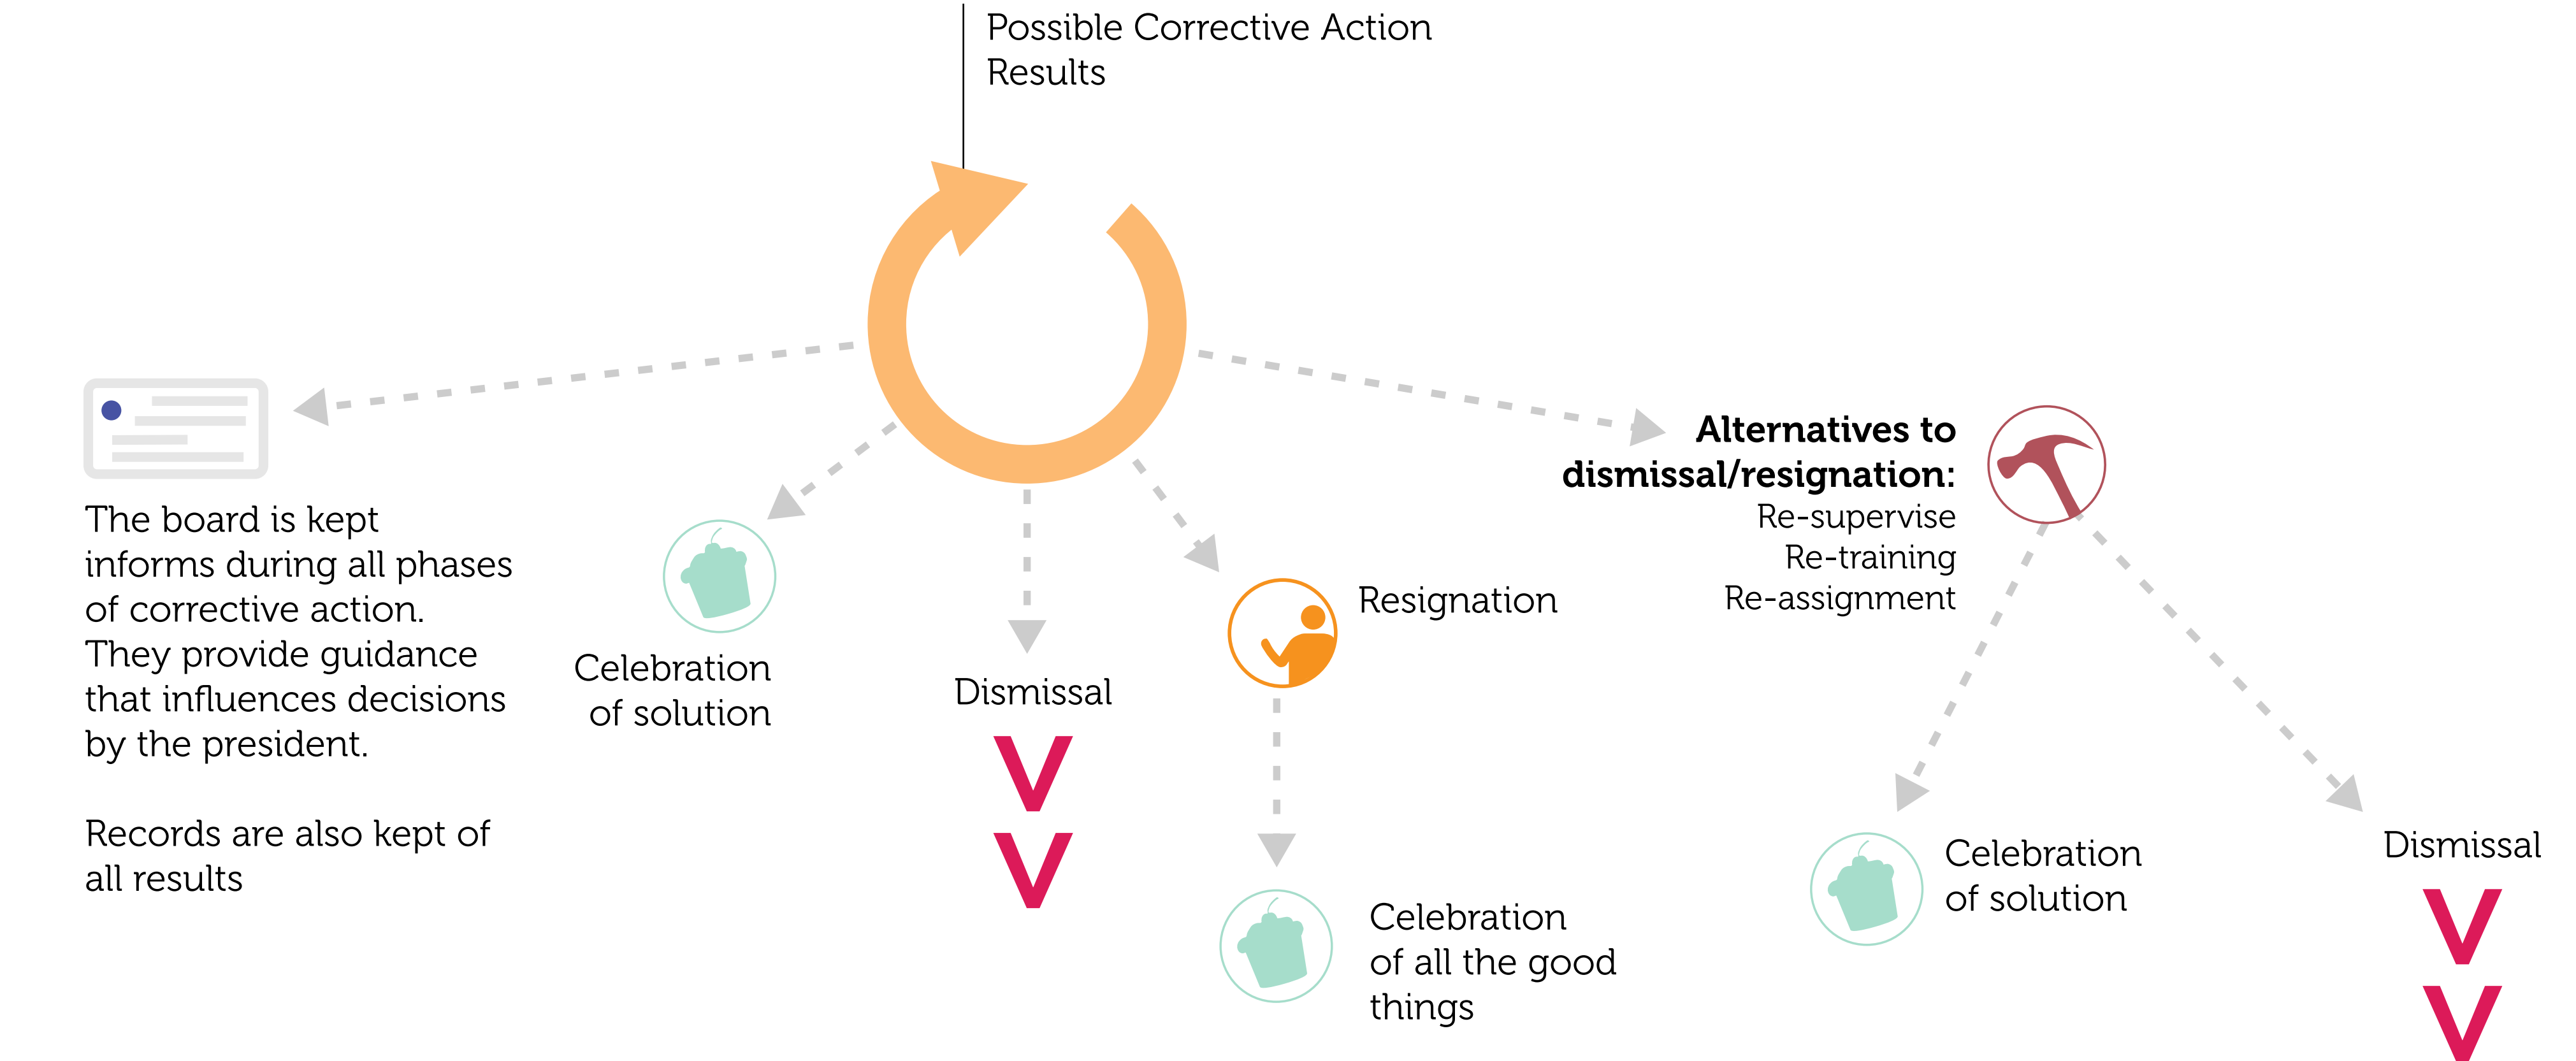 Possible Corrective Action
Results
The board is kept
informs during all phases
of corrective action.
They provide guidance
that influences decisions
by the president.
Records are also kept of
all results
Celebration
of solution
Dismissal
Resignation
Celebration
of all the good
things
Alternatives to
dismissal/resignation:
Re-supervise
Re-training
Re-assignment
Celebration
of solution
Dismissal